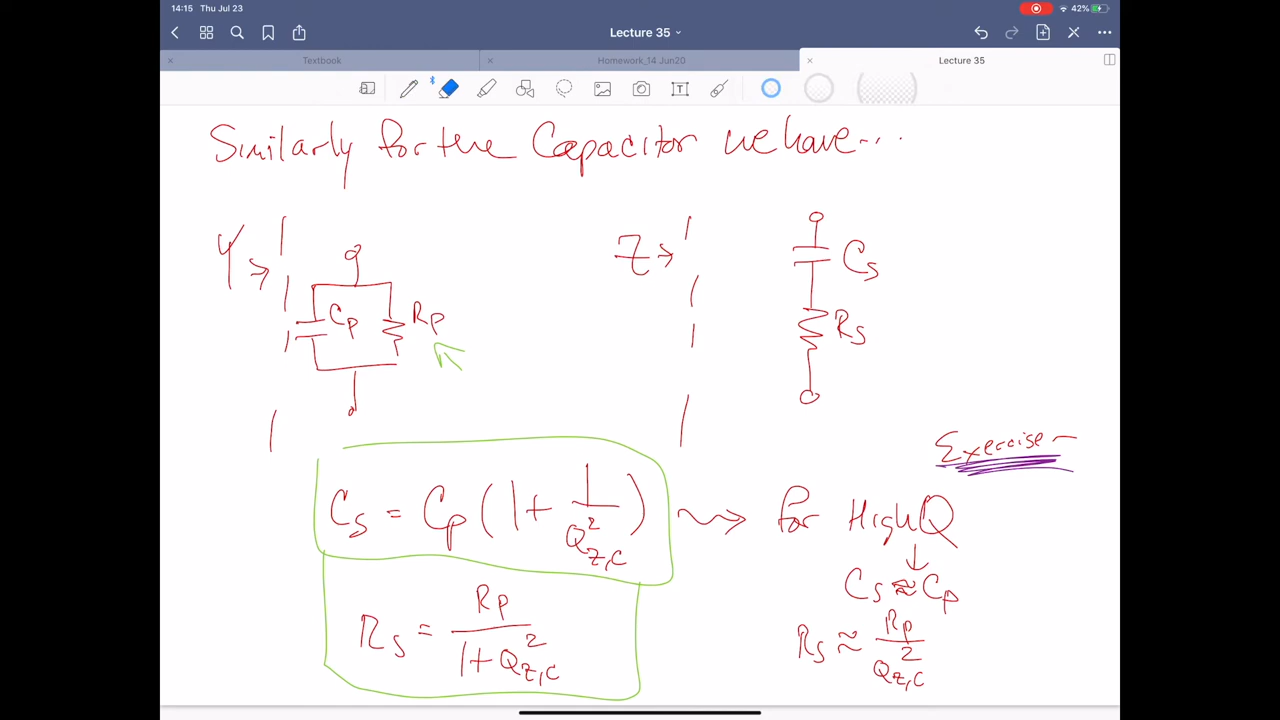 14:15 Thu Jul 23
42%
Lecture 35
Textbook
Homework_14 Jun20
Lecture 35
Similarly for the Capacitor we have...
Y →
Cp
Rp
Z →
Cs
Rs
Exercise
Cs = Cp (1 + 1/Q²z,c) ⇝ for High Q
Cs ≈ Cp
Rs = Rp/(1 + Q²z,c)
Rs ≈ Rp/Q²z,c